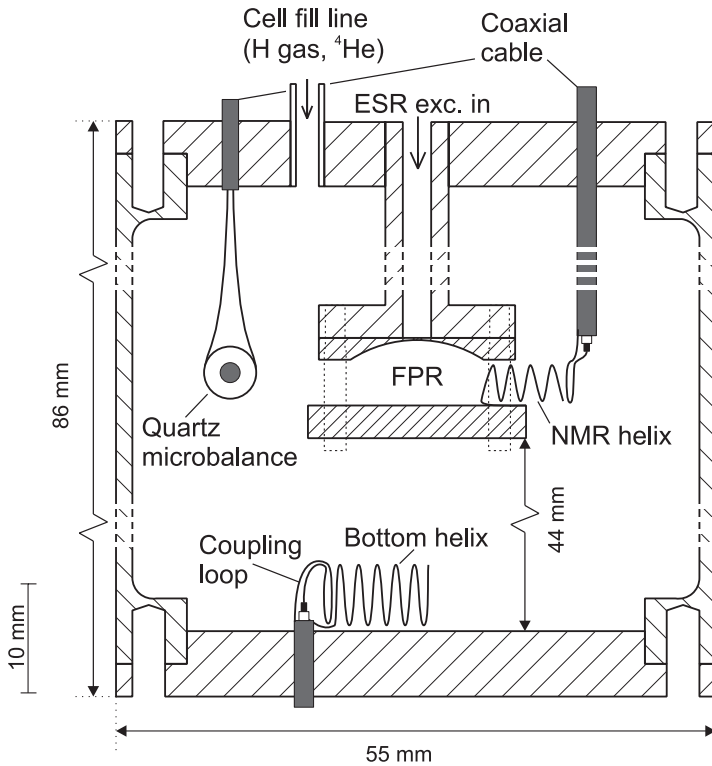 Cell fill line
(H gas, ⁴He)
Coaxial
cable
ESR exc. in
FPR
Quartz
microbalance
NMR helix
86 mm
44 mm
Coupling
loop
Bottom helix
10 mm
55 mm